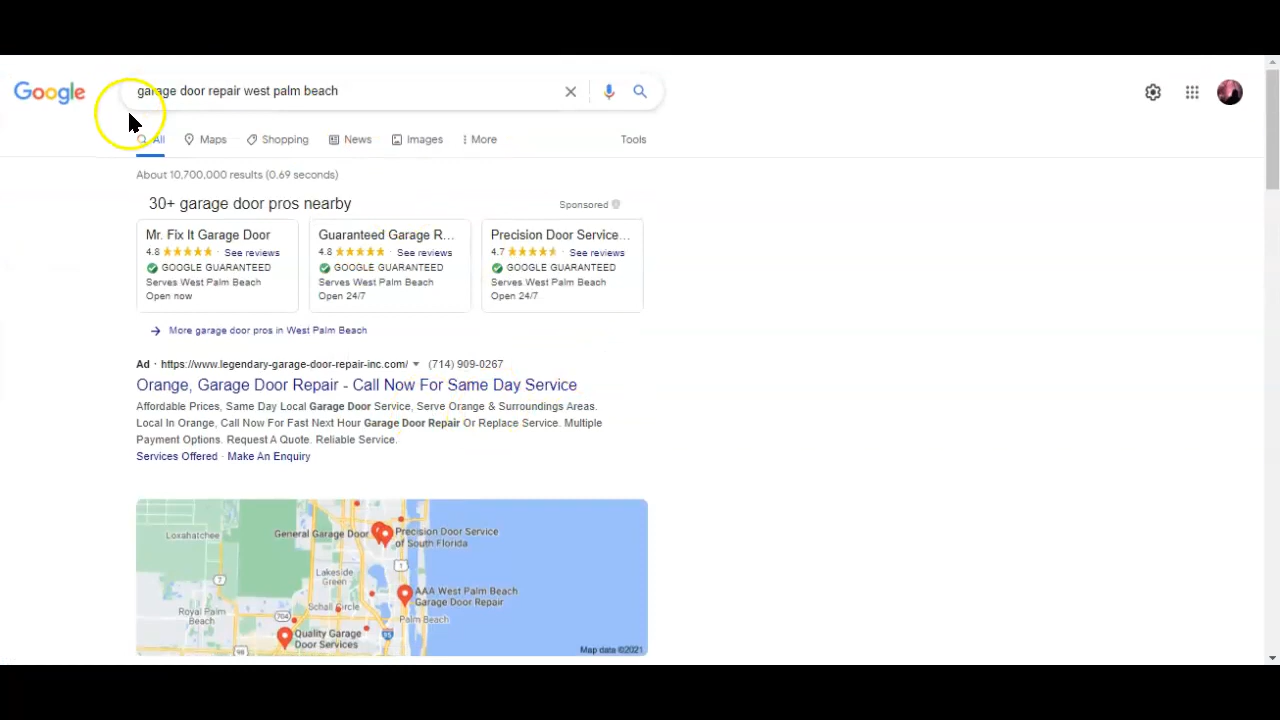 Google
garage door repair west palm beach
All
Maps
Shopping
News
Images
More
Tools
About 10,700,000 results (0.69 seconds)
30+ garage door pros nearby
Sponsored
Mr. Fix It Garage Door
4.8 · See reviews
GOOGLE GUARANTEED
Serves West Palm Beach
Open now
Guaranteed Garage R...
4.8 · See reviews
GOOGLE GUARANTEED
Serves West Palm Beach
Open 24/7
Precision Door Service...
4.7 · See reviews
GOOGLE GUARANTEED
Serves West Palm Beach
Open 24/7
More garage door pros in West Palm Beach
Ad · https://www.legendary-garage-door-repair-inc.com/ (714) 909-0267
Orange, Garage Door Repair - Call Now For Same Day Service
Affordable Prices, Same Day Local Garage Door Service, Serve Orange & Surroundings Areas.
Local In Orange, Call Now For Fast Next Hour Garage Door Repair Or Replace Service. Multiple
Payment Options. Request A Quote. Reliable Service.
Services Offered · Make An Enquiry
Loxahatchee
General Garage Door
Precision Door Service
of South Florida
7
Lakeside
Green
1
AAA West Palm Beach
Garage Door Repair
Royal Palm
Beach
704
Schall Circle
Palm Beach
Quality Garage
Door Services
95
98
Map data ©2021